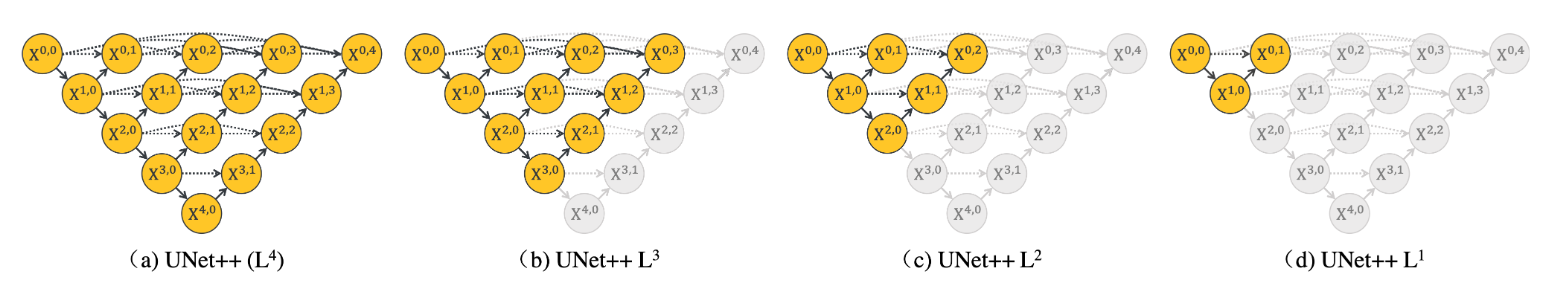 X0,0 X0,1 X0,2 X0,3 X0,4 X0,0 X0,1 X0,2 X0,3 X0,4 X0,0 X0,1 X0,2 X0,3 X0,4 X0,0 X0,1 X0,2 X0,3 X0,4
X1,0 X1,1 X1,2 X1,3 X1,0 X1,1 X1,2 X1,3 X1,0 X1,1 X1,2 X1,3 X1,0 X1,1 X1,2 X1,3
X2,0 X2,1 X2,2 X2,0 X2,1 X2,2 X2,0 X2,1 X2,2 X2,0 X2,1 X2,2
X3,0 X3,1 X3,0 X3,1 X3,0 X3,1 X3,0 X3,1
X4,0 X4,0 X4,0 X4,0
(a) UNet++ (L⁴) (b) UNet++ L³ (c) UNet++ L² (d) UNet++ L¹